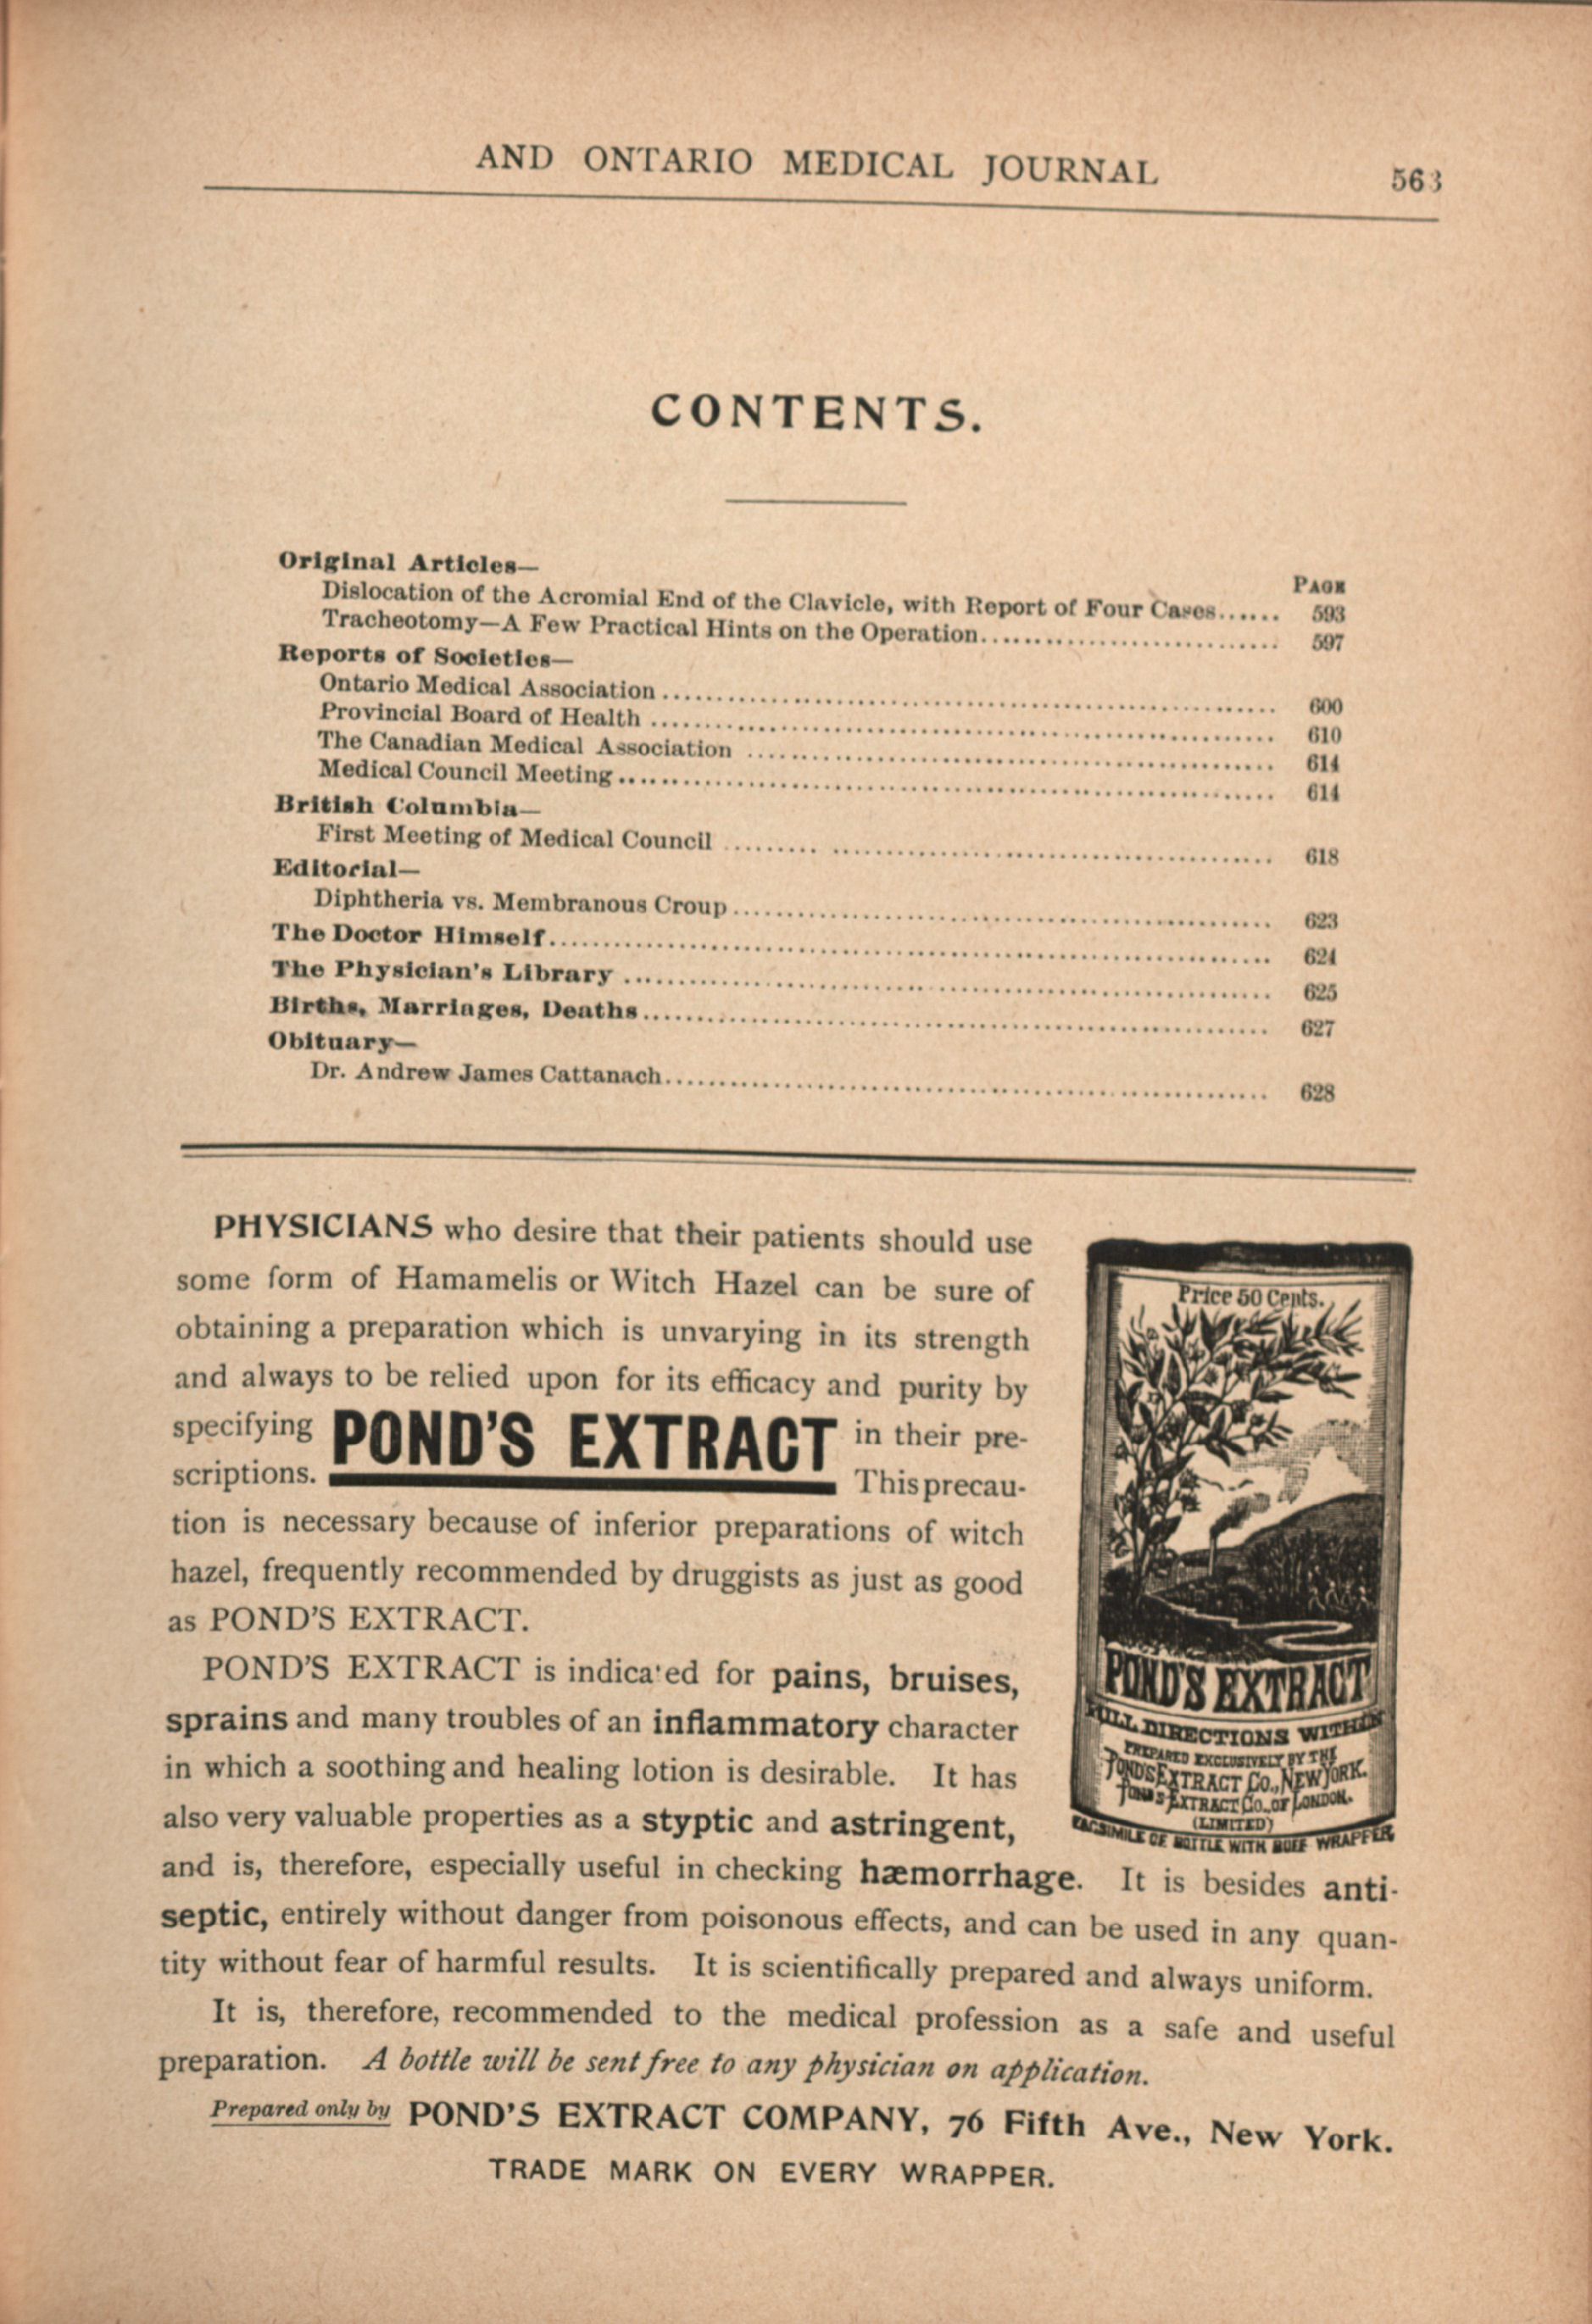 AND ONTARIO MEDICAL JOURNAL 563
CONTENTS.
Original Articles—
PAGE
Dislocation of the Acromial End of the Clavicle, with Report of Four Cases...... 593
Tracheotomy—A Few Practical Hints on the Operation............................ 597
Reports of Societies—
Ontario Medical Association........................................................ 600
Provincial Board of Health ........................................................ 610
The Canadian Medical Association .................................................. 614
Medical Council Meeting............................................................ 614
British Columbia—
First Meeting of Medical Council ................................................... 618
Editorial—
Diphtheria vs. Membranous Croup.................................................... 623
The Doctor Himself................................................................. 624
The Physician's Library ........................................................... 625
Births, Marriages, Deaths.......................................................... 627
Obituary—
Dr. Andrew James Cattanach......................................................... 628
PHYSICIANS who desire that their patients should use
some form of Hamamelis or Witch Hazel can be sure of
obtaining a preparation which is unvarying in its strength
and always to be relied upon for its efficacy and purity by
specifying POND'S EXTRACT in their pre-
scriptions. This precau-
tion is necessary because of inferior preparations of witch
hazel, frequently recommended by druggists as just as good
as POND'S EXTRACT.
POND'S EXTRACT is indica'ed for pains, bruises,
sprains and many troubles of an inflammatory character
in which a soothing and healing lotion is desirable. It has
also very valuable properties as a styptic and astringent,
and is, therefore, especially useful in checking hæmorrhage. It is besides anti-
septic, entirely without danger from poisonous effects, and can be used in any quan-
tity without fear of harmful results. It is scientifically prepared and always uniform.
It is, therefore, recommended to the medical profession as a safe and useful
preparation. A bottle will be sent free to any physician on application.
Prepared only by POND'S EXTRACT COMPANY, 76 Fifth Ave., New York.
TRADE MARK ON EVERY WRAPPER.
Price 50 Cents.
POND'S EXTRACT
FULL DIRECTIONS WITHIN
PREPARED EXCLUSIVELY BY THE
POND'S EXTRACT CO., NEW YORK.
POND'S EXTRACT CO., OF LONDON.
(LIMITED)
FACSIMILE OF BOTTLE WITH BUFF WRAPPER